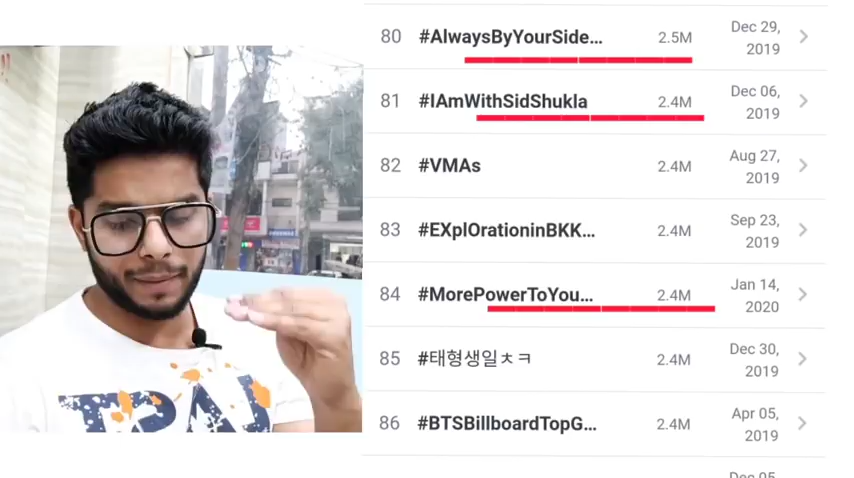 80 #AlwaysByYourSide... 2.5M Dec 29, 2019
81 #IAmWithSidShukla 2.4M Dec 06, 2019
82 #VMAs 2.4M Aug 27, 2019
83 #EXplOrationinBKK... 2.4M Sep 23, 2019
84 #MorePowerToYou... 2.4M Jan 14, 2020
85 #태형생일ㅊㅋ 2.4M Dec 30, 2019
86 #BTSBillboardTopG... 2.4M Apr 05, 2019